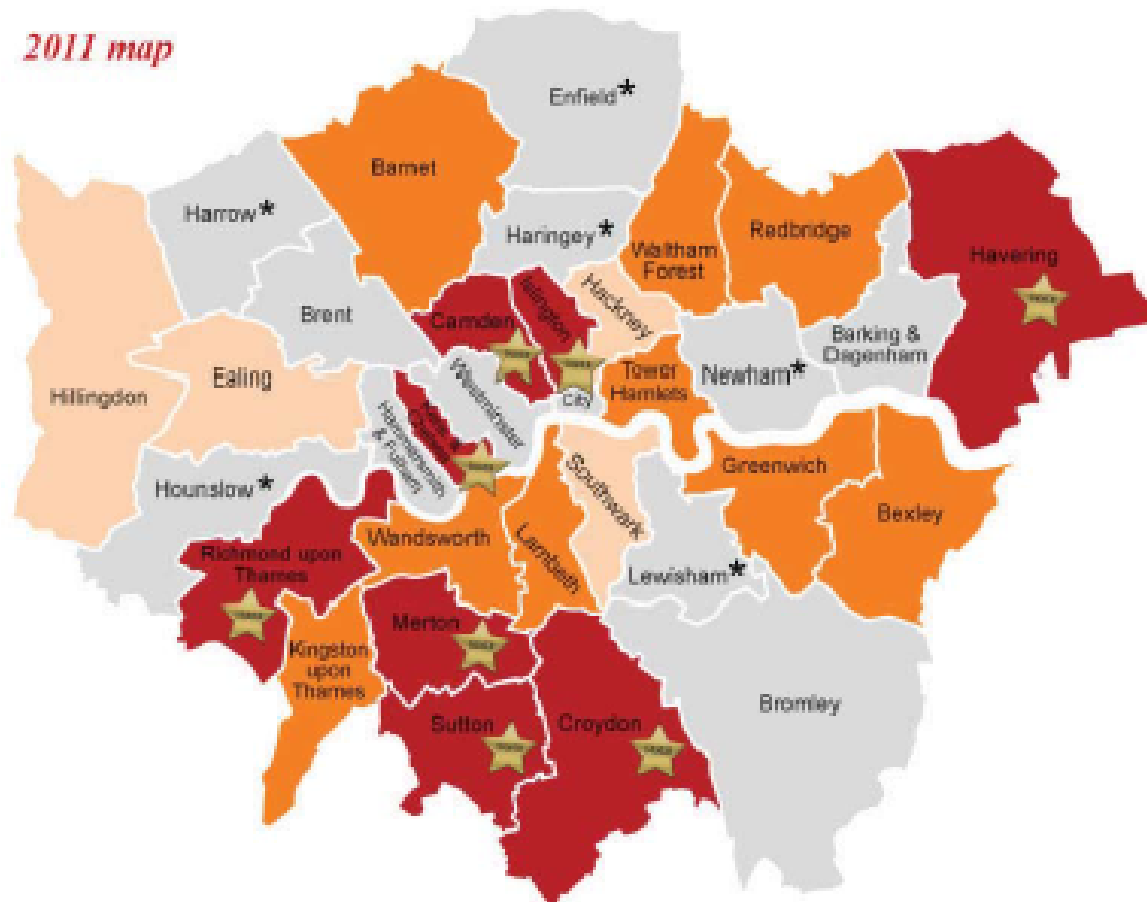 2011 map
Enfield*
Barnet
Harrow*
Haringey*
Waltham
Forest
Redbridge
Havering
Islington
Hackney
Camden
Brent
Barking &
Dagenham
Ealing
Hillingdon
Westminster
City
Tower
Hamlets
Newham*
Hammersmith
& Fulham
Hounslow*
Southwark
Greenwich
Bexley
Wandsworth
Lambeth
Richmond upon
Thames
Lewisham*
Merton
Kingston
upon
Thames
Bromley
Sutton
Croydon